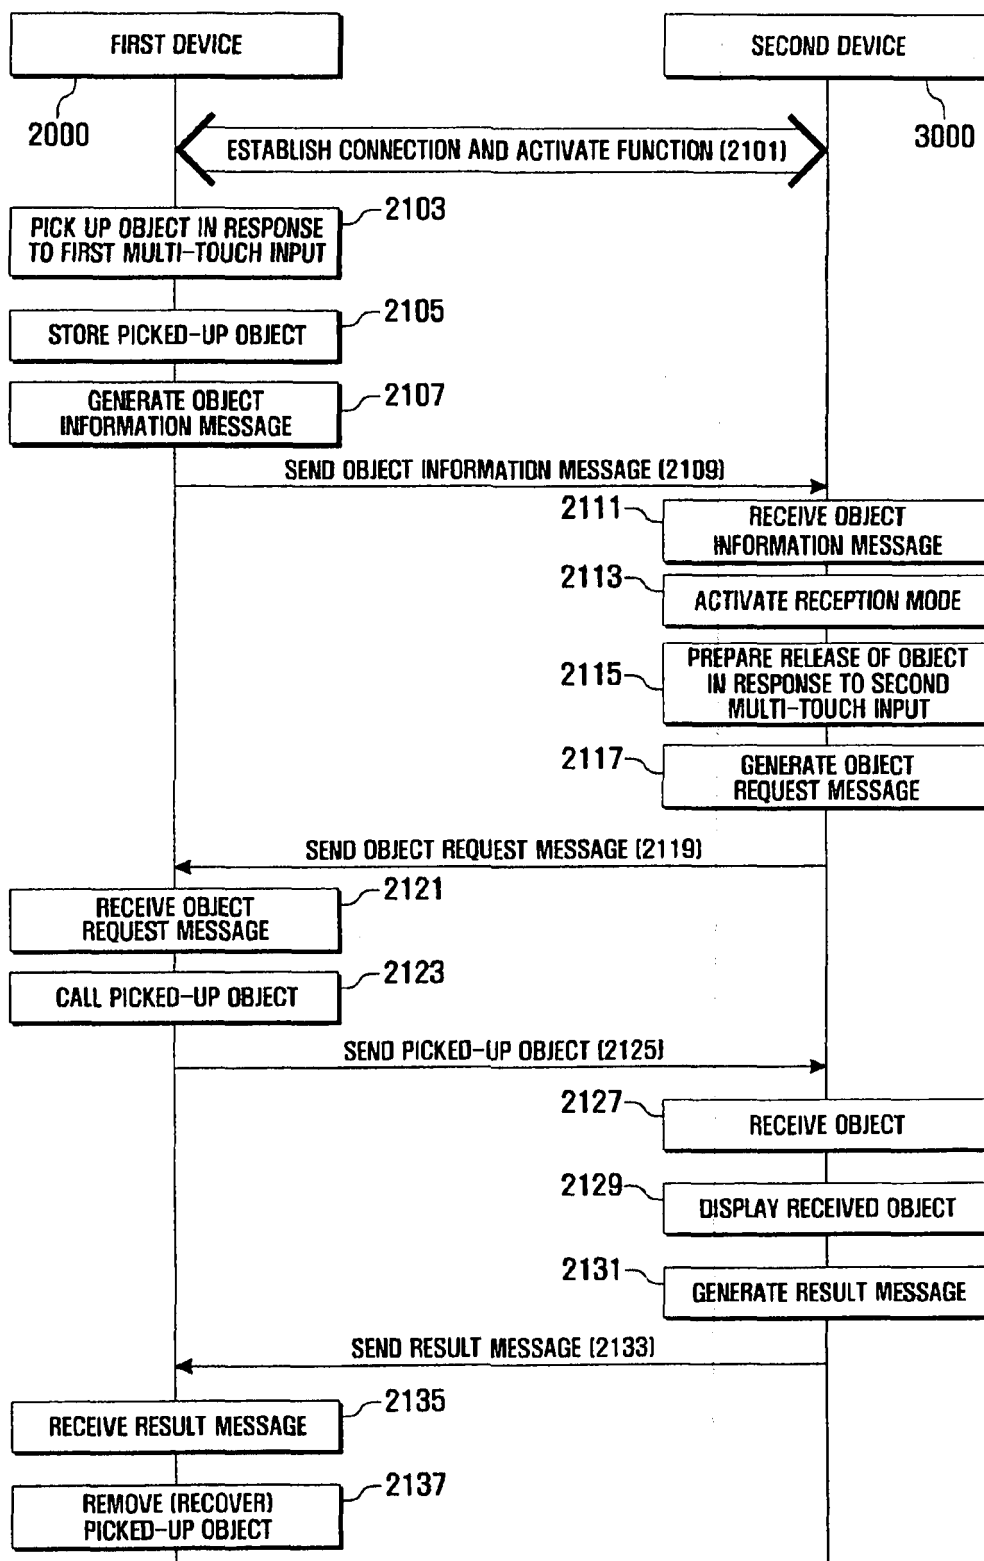 FIRST DEVICE
SECOND DEVICE
2000
3000
ESTABLISH CONNECTION AND ACTIVATE FUNCTION (2101)
2103
PICK UP OBJECT IN RESPONSE
TO FIRST MULTI-TOUCH INPUT
2105
STORE PICKED-UP OBJECT
2107
GENERATE OBJECT
INFORMATION MESSAGE
SEND OBJECT INFORMATION MESSAGE (2109)
2111
RECEIVE OBJECT
INFORMATION MESSAGE
2113
ACTIVATE RECEPTION MODE
2115
PREPARE RELEASE OF OBJECT
IN RESPONSE TO SECOND
MULTI-TOUCH INPUT
2117
GENERATE OBJECT
REQUEST MESSAGE
SEND OBJECT REQUEST MESSAGE (2119)
2121
RECEIVE OBJECT
REQUEST MESSAGE
2123
CALL PICKED-UP OBJECT
SEND PICKED-UP OBJECT (2125)
2127
RECEIVE OBJECT
2129
DISPLAY RECEIVED OBJECT
2131
GENERATE RESULT MESSAGE
SEND RESULT MESSAGE (2133)
2135
RECEIVE RESULT MESSAGE
2137
REMOVE (RECOVER)
PICKED-UP OBJECT